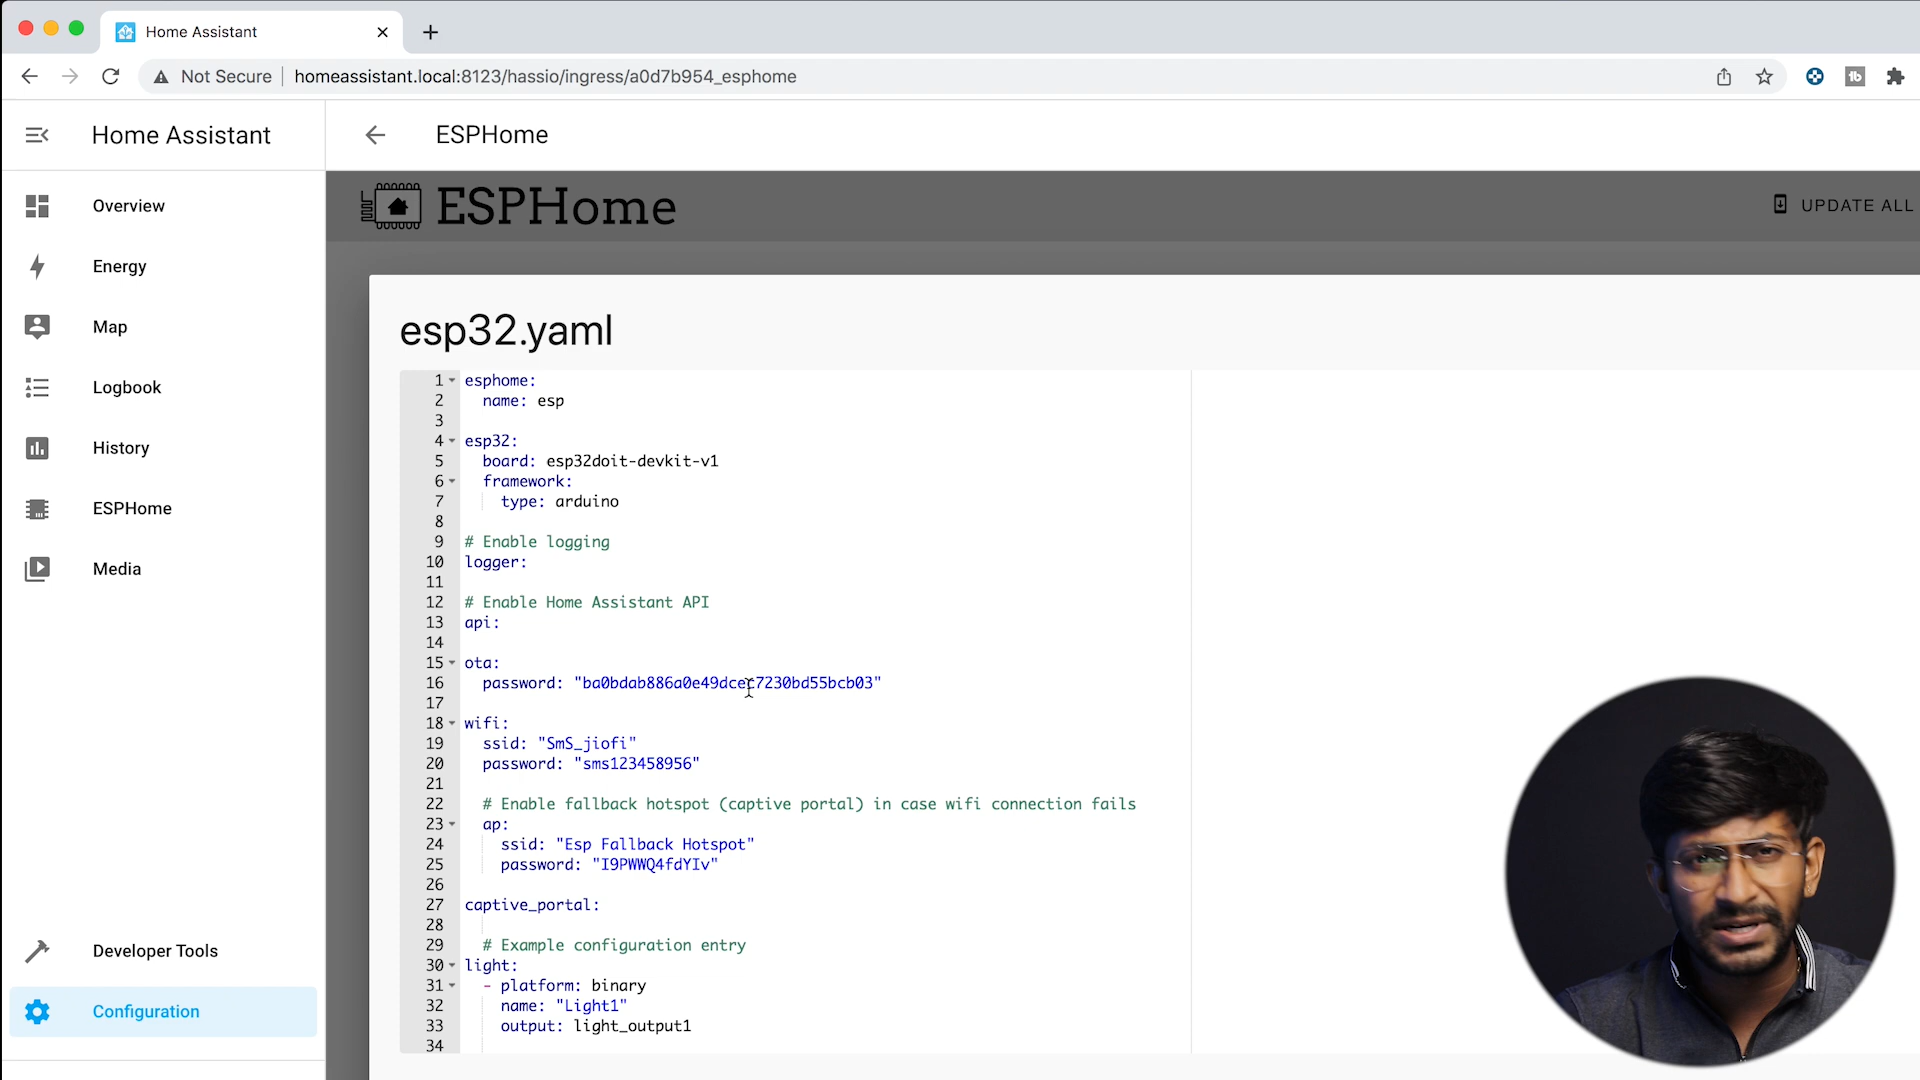 Home Assistant
Not Secure
homeassistant.local:8123/hassio/ingress/a0d7b954_esphome
Home Assistant
ESPHome
Overview
Energy
Map
Logbook
History
ESPHome
Media
Developer Tools
Configuration
ESPHome
UPDATE ALL
esp32.yaml
1 esphome:
2 name: esp
3
4 esp32:
5 board: esp32doit-devkit-v1
6 framework:
7 type: arduino
8
9 # Enable logging
10 logger:
11
12 # Enable Home Assistant API
13 api:
14
15 ota:
16 password: "ba0bdab886a0e49dcec7230bd55bcb03"
17
18 wifi:
19 ssid: "SmS_jiofi"
20 password: "sms123458956"
21
22 # Enable fallback hotspot (captive portal) in case wifi connection fails
23 ap:
24 ssid: "Esp Fallback Hotspot"
25 password: "I9PWWQ4fdYIv"
26
27 captive_portal:
28
29 # Example configuration entry
30 light:
31 - platform: binary
32 name: "Light1"
33 output: light_output1
34